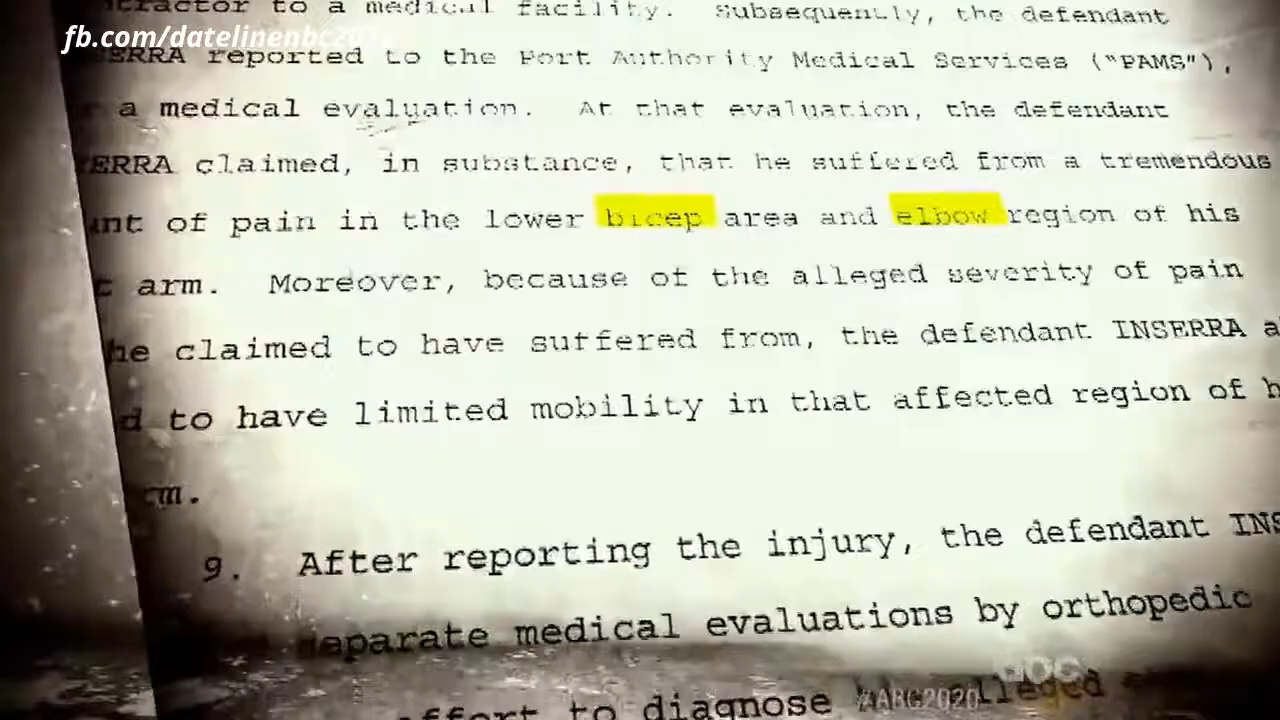 to a medical facility. Subsequently, the defendant
fb.com/datelinenbc
reported to the Port Authority Medical Services ("PAMS"),
a medical evaluation. At that evaluation, the defendant
ERRA claimed, in substance, that he suffered from a tremendous
of pain in the lower bicep area and elbow region of his
arm. Moreover, because of the alleged severity of pain
he claimed to have suffered from, the defendant INSERRA
to have limited mobility in that affected region of
9. After reporting the injury, the defendant
separate medical evaluations by orthopedic
abc
effort to diagnose alleged
#ABC2020